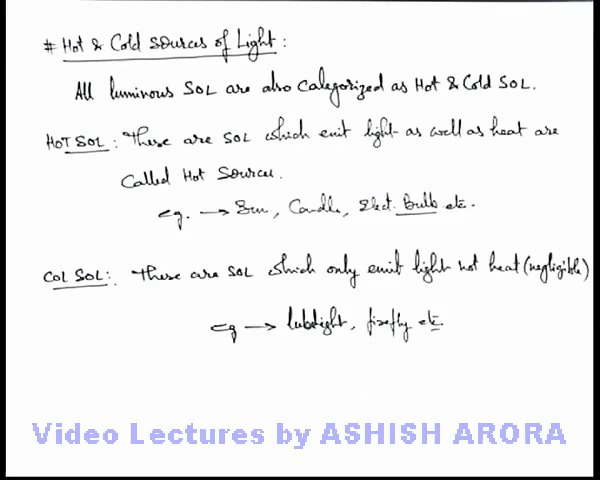 # Hot & Cold Sources of Light :
All luminous SOL are also Categorized as Hot & Cold SOL.
HOT SOL : These are SOL which emit light as well as heat are
Called Hot Sources.
eg. → Sun, Candle, Elect. Bulb etc.
COL SOL : These are SOL which only emit light not heat (negligible)
eg → tubelight, firefly etc.
Video Lectures by ASHISH ARORA